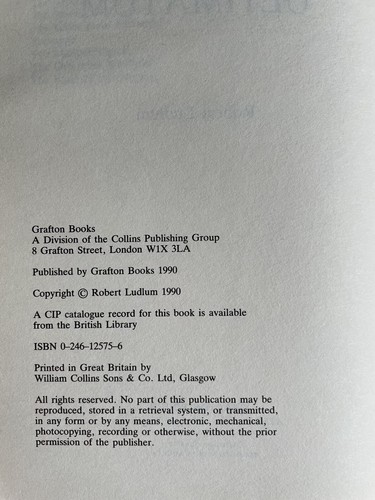 Grafton Books
A Division of the Collins Publishing Group
8 Grafton Street, London W1X 3LA
Published by Grafton Books 1990
Copyright © Robert Ludlum 1990
A CIP catalogue record for this book is available
from the British Library
ISBN 0–246–12575–6
Printed in Great Britain by
William Collins Sons & Co. Ltd, Glasgow
All rights reserved. No part of this publication may be
reproduced, stored in a retrieval system, or transmitted,
in any form or by any means, electronic, mechanical,
photocopying, recording or otherwise, without the prior
permission of the publisher.